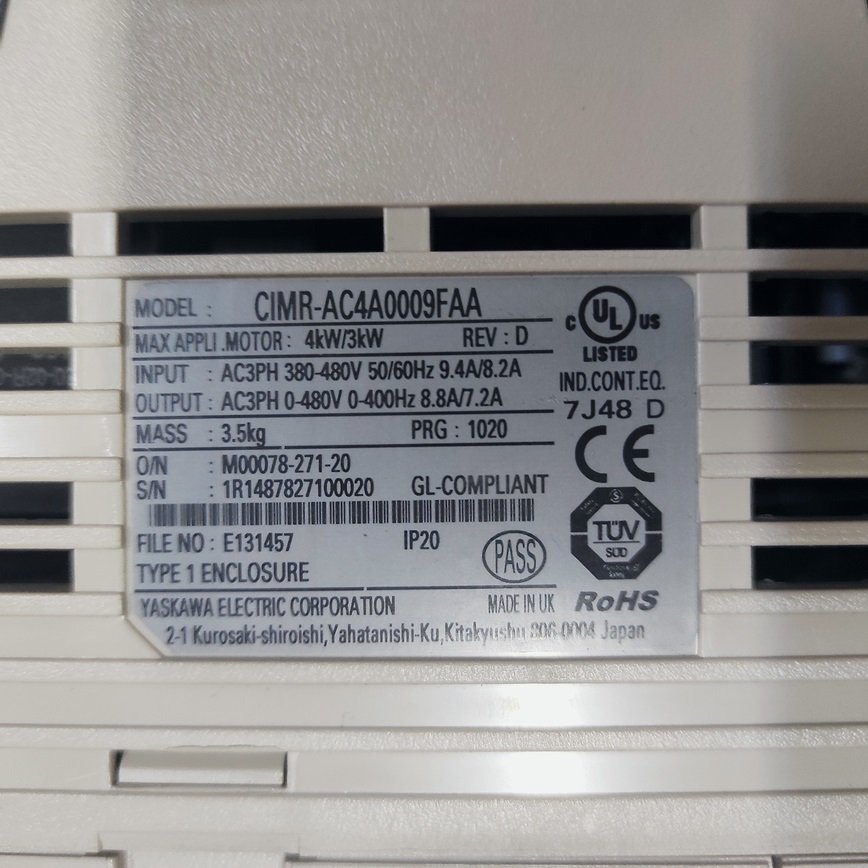 MODEL : CIMR-AC4A0009FAA
MAX APPLI .MOTOR : 4kW/3kW REV : D
INPUT : AC3PH 380-480V 50/60Hz 9.4A/8.2A
OUTPUT : AC3PH 0-480V 0-400Hz 8.8A/7.2A
MASS : 3.5kg PRG : 1020
O/N : M00078-271-20
S/N : 1R1487827100020 GL-COMPLIANT
FILE NO : E131457 IP20
TYPE 1 ENCLOSURE PASS
YASKAWA ELECTRIC CORPORATION MADE IN UK
2-1 Kurosaki-shiroishi,Yahatanishi-Ku,Kitakyushu 806-0004 Japan
C UL US
LISTED
IND.CONT.EQ.
7J48 D
CE
TÜV
SÜD
RoHS